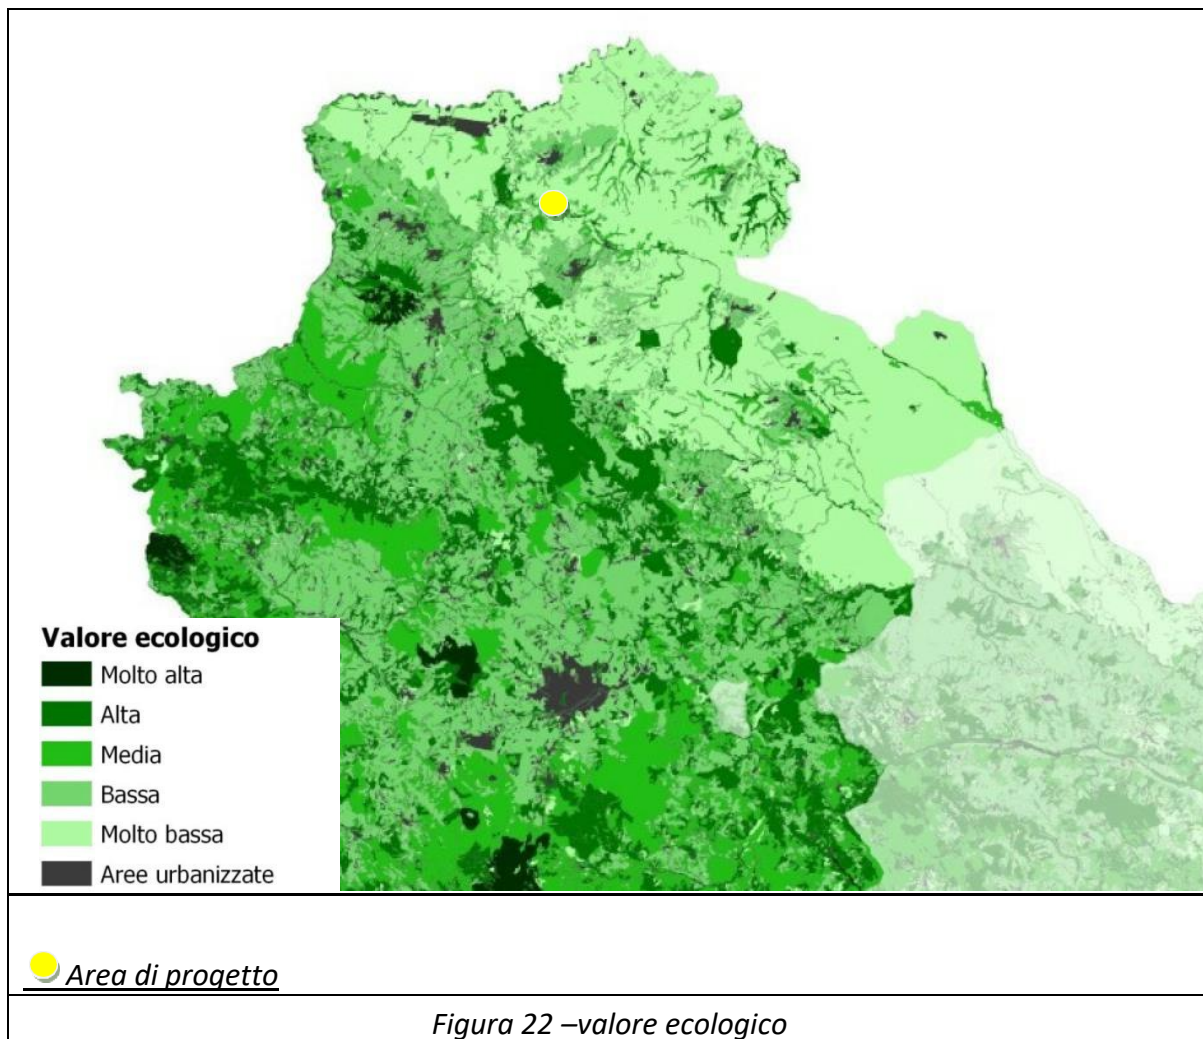 Valore ecologico
Molto alta
Alta
Media
Bassa
Molto bassa
Aree urbanizzate
Area di progetto
Figura 22 –valore ecologico